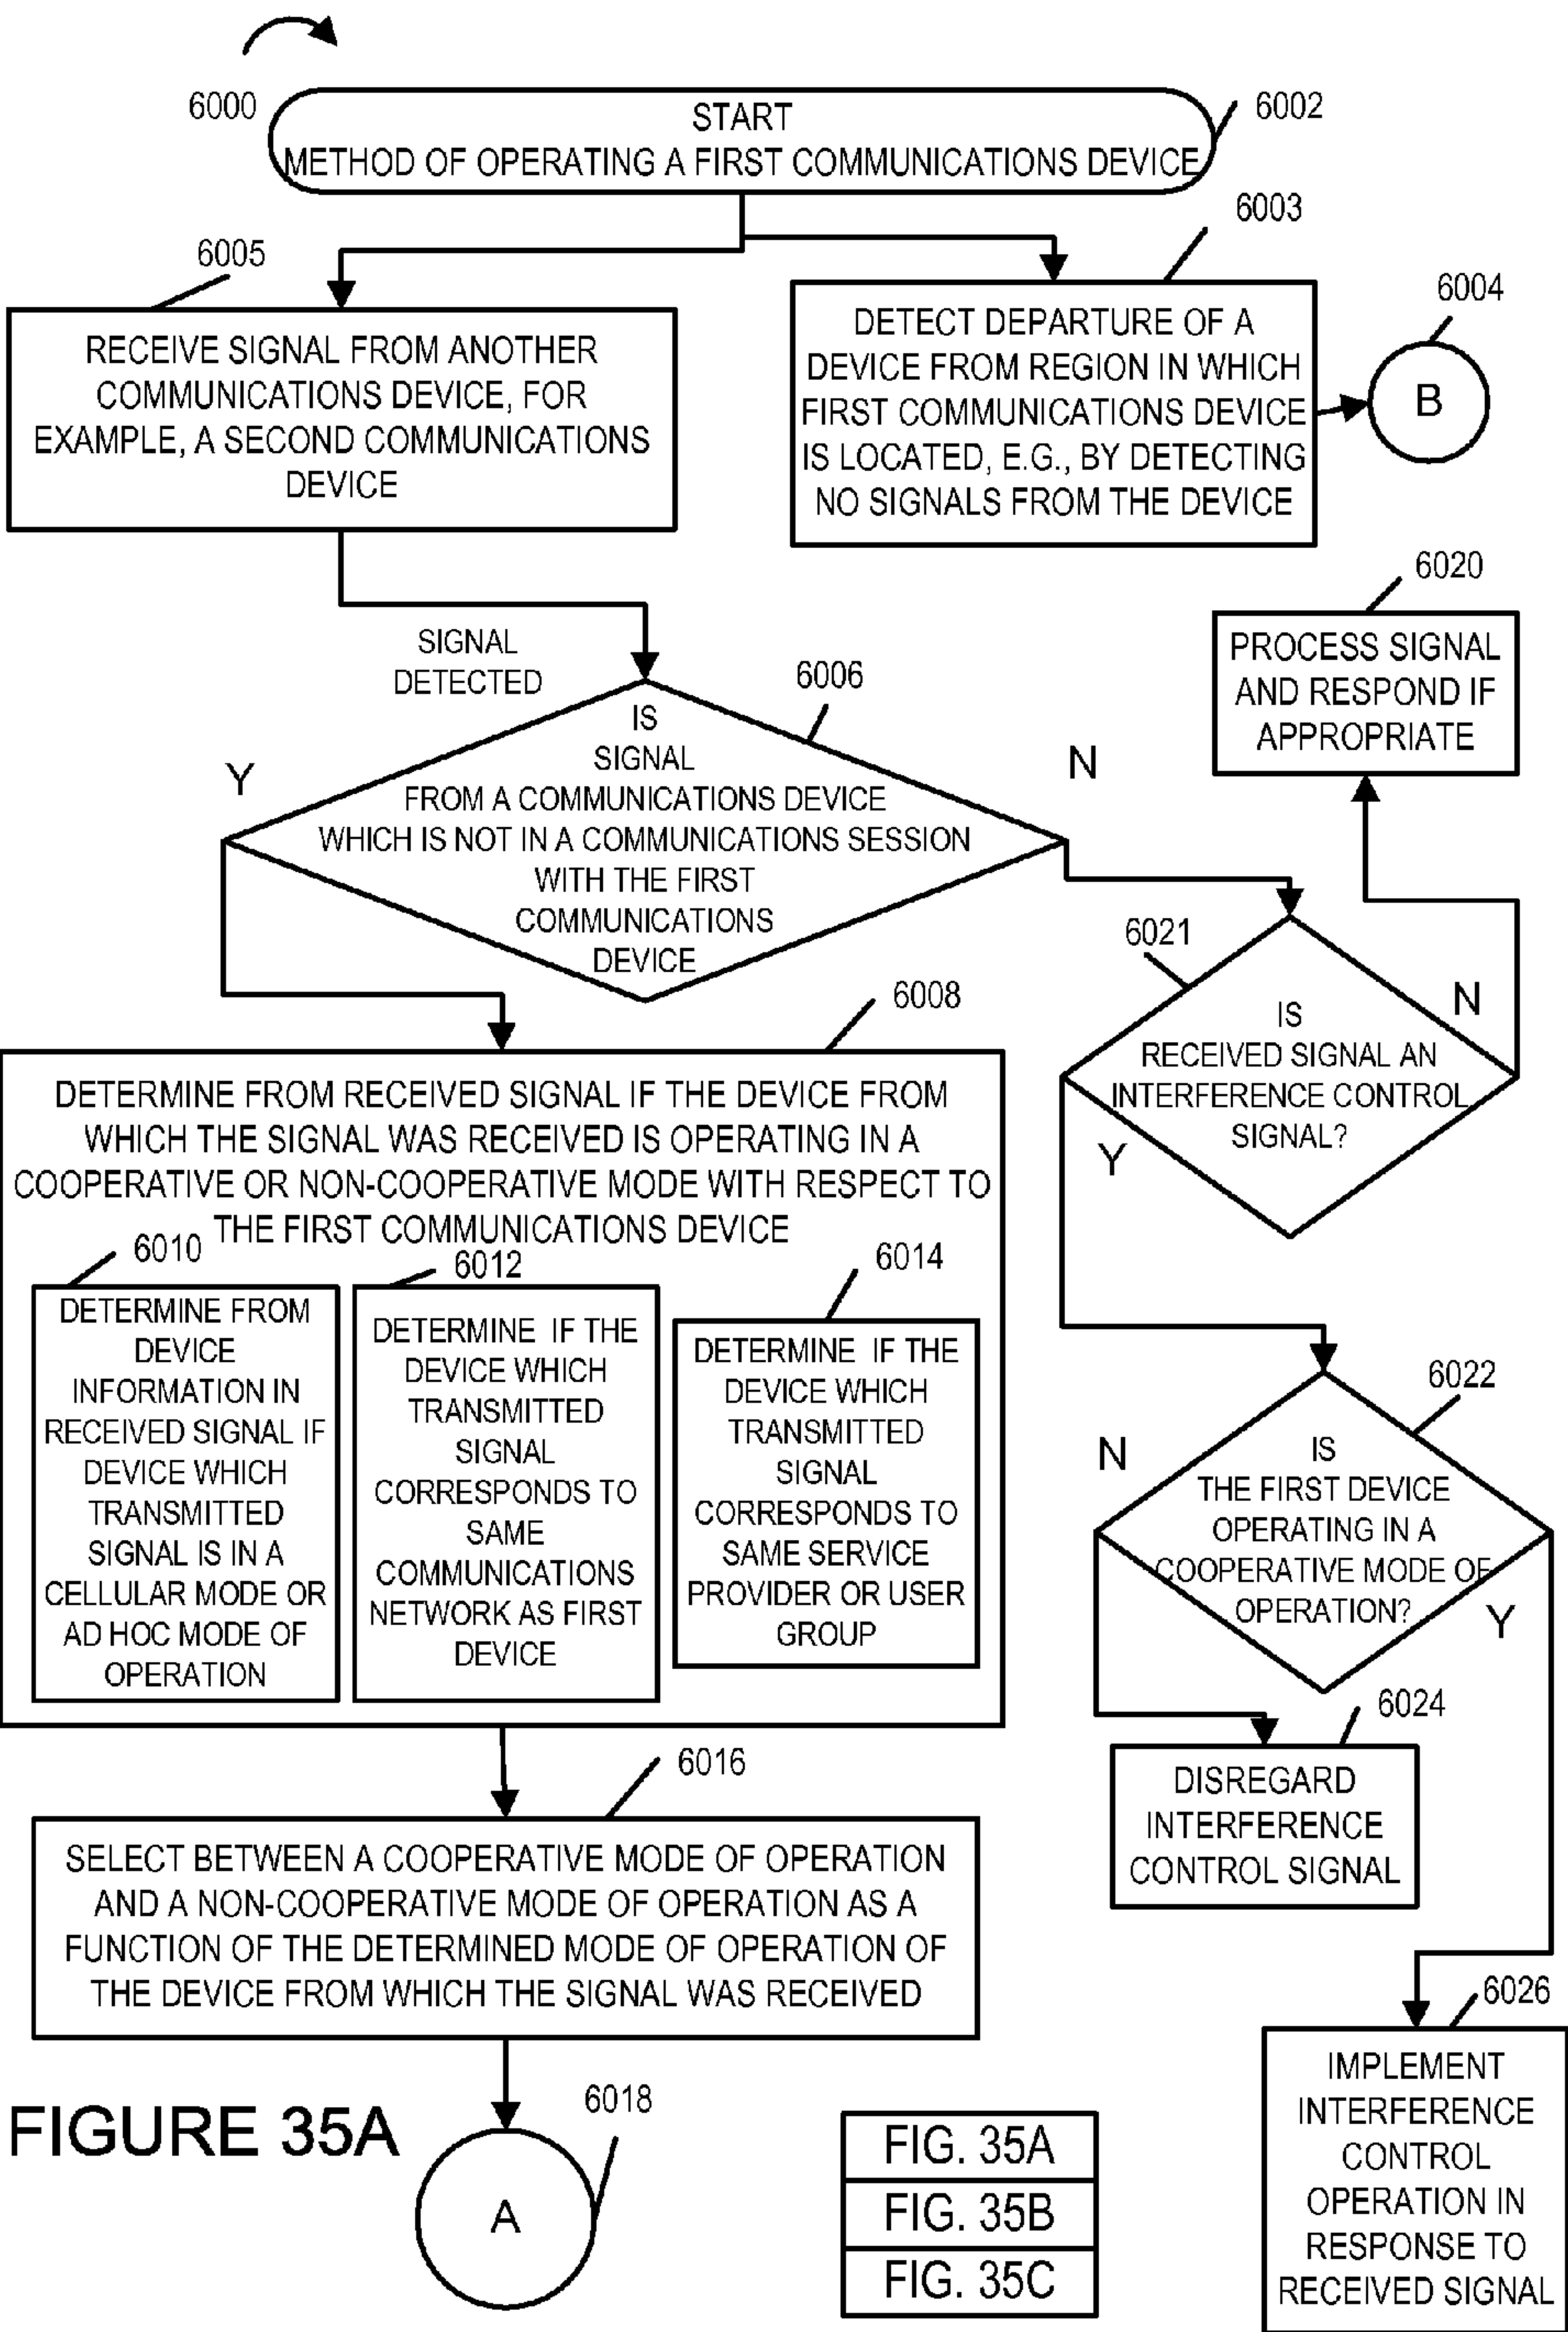 6000
START
METHOD OF OPERATING A FIRST COMMUNICATIONS DEVICE
6002
6003
6005
6004
RECEIVE SIGNAL FROM ANOTHER
COMMUNICATIONS DEVICE, FOR
EXAMPLE, A SECOND COMMUNICATIONS
DEVICE
DETECT DEPARTURE OF A
DEVICE FROM REGION IN WHICH
FIRST COMMUNICATIONS DEVICE
IS LOCATED, E.G., BY DETECTING
NO SIGNALS FROM THE DEVICE
B
SIGNAL
DETECTED
6006
IS
SIGNAL
FROM A COMMUNICATIONS DEVICE
WHICH IS NOT IN A COMMUNICATIONS SESSION
WITH THE FIRST
COMMUNICATIONS
DEVICE
Y
N
6020
PROCESS SIGNAL
AND RESPOND IF
APPROPRIATE
6021
IS
RECEIVED SIGNAL AN
INTERFERENCE CONTROL
SIGNAL?
N
Y
6008
DETERMINE FROM RECEIVED SIGNAL IF THE DEVICE FROM
WHICH THE SIGNAL WAS RECEIVED IS OPERATING IN A
COOPERATIVE OR NON-COOPERATIVE MODE WITH RESPECT TO
THE FIRST COMMUNICATIONS DEVICE
6010
DETERMINE FROM
DEVICE
INFORMATION IN
RECEIVED SIGNAL IF
DEVICE WHICH
TRANSMITTED
SIGNAL IS IN A
CELLULAR MODE OR
AD HOC MODE OF
OPERATION
6012
DETERMINE IF THE
DEVICE WHICH
TRANSMITTED
SIGNAL
CORRESPONDS TO
SAME
COMMUNICATIONS
NETWORK AS FIRST
DEVICE
6014
DETERMINE IF THE
DEVICE WHICH
TRANSMITTED
SIGNAL
CORRESPONDS TO
SAME SERVICE
PROVIDER OR USER
GROUP
6022
IS
THE FIRST DEVICE
OPERATING IN A
COOPERATIVE MODE OF
OPERATION?
N
Y
6024
DISREGARD
INTERFERENCE
CONTROL SIGNAL
6016
SELECT BETWEEN A COOPERATIVE MODE OF OPERATION
AND A NON-COOPERATIVE MODE OF OPERATION AS A
FUNCTION OF THE DETERMINED MODE OF OPERATION OF
THE DEVICE FROM WHICH THE SIGNAL WAS RECEIVED
6026
IMPLEMENT
INTERFERENCE
CONTROL
OPERATION IN
RESPONSE TO
RECEIVED SIGNAL
6018
A
FIGURE 35A
FIG. 35A
FIG. 35B
FIG. 35C